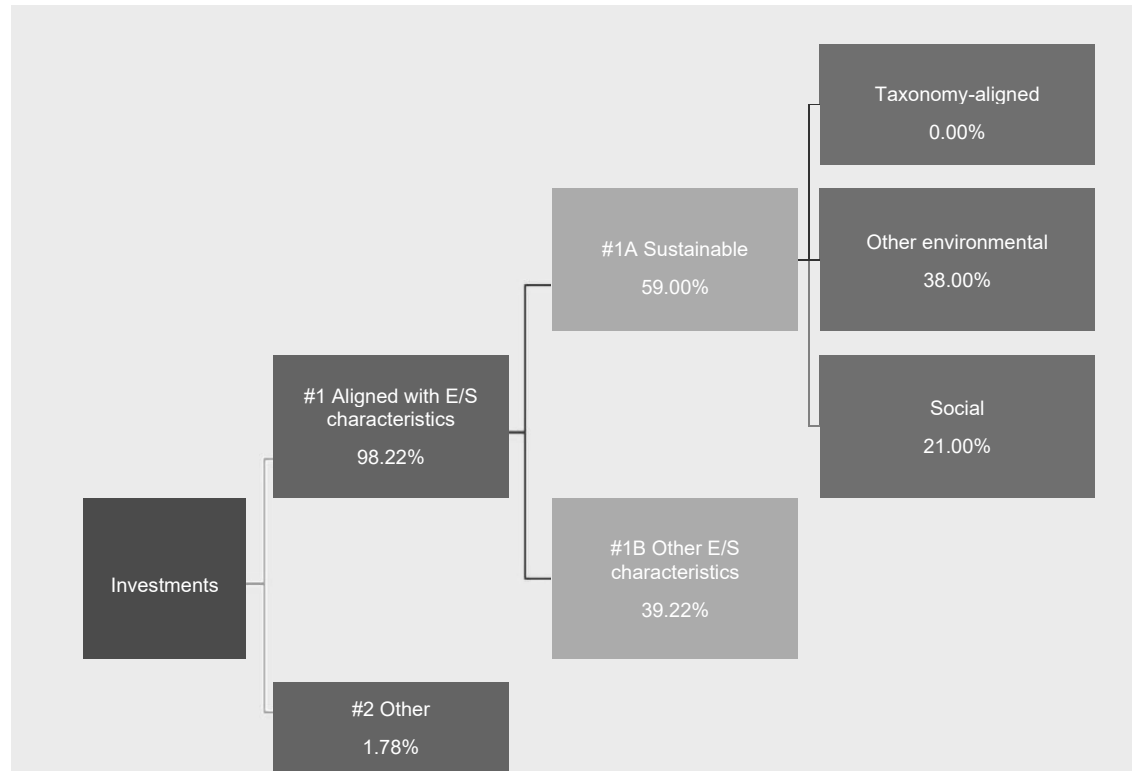 Taxonomy-aligned
0.00%
#1A Sustainable
59.00%
Other environmental
38.00%
#1 Aligned with E/S
characteristics
98.22%
Social
21.00%
Investments
#1B Other E/S
characteristics
39.22%
#2 Other
1.78%